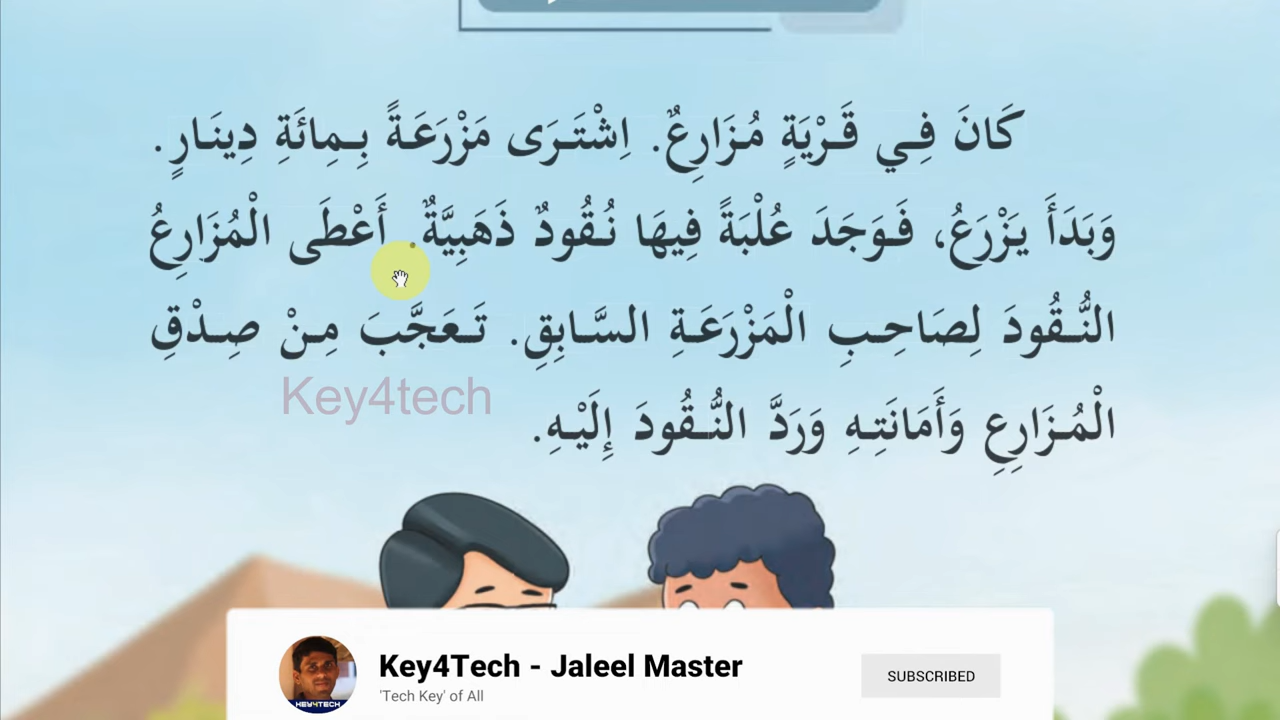 كَانَ فِي قَرْيَةٍ مُزَارِعٌ. اِشْتَرَى مَزْرَعَةً بِمِائَةِ دِينَارٍ.
وَبَدَأَ يَزْرَعُ، فَوَجَدَ عُلْبَةً فِيهَا نُقُودٌ ذَهَبِيَّةٌ. أَعْطَى الْمُزَارِعُ
النُّقُودَ لِصَاحِبِ الْمَزْرَعَةِ السَّابِقِ. تَعَجَّبَ مِنْ صِدْقِ
الْمُزَارِعِ وَأَمَانَتِهِ وَرَدَّ النُّقُودَ إِلَيْهِ.
Key4tech
Key4Tech - Jaleel Master
SUBSCRIBED
'Tech Key' of All
KEY4TECH